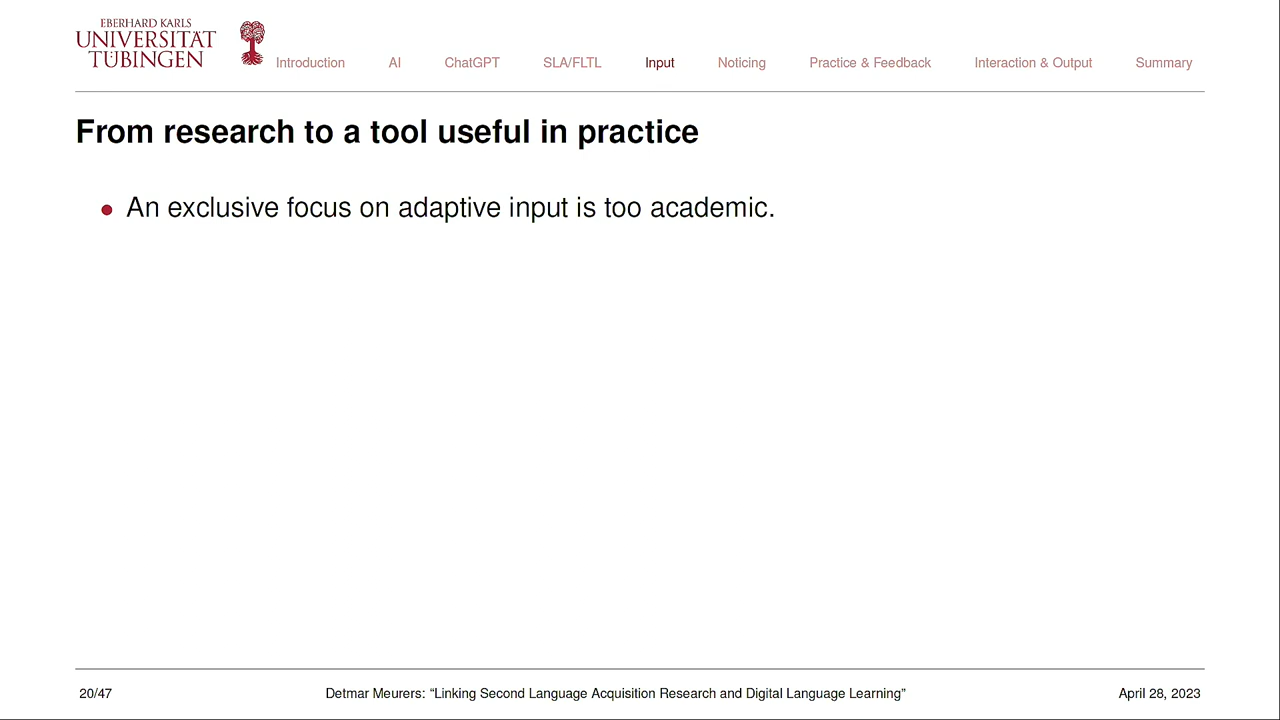 EBERHARD KARLS
UNIVERSITÄT
TÜBINGEN
Introduction AI ChatGPT SLA/FLTL Input Noticing Practice & Feedback Interaction & Output Summary
From research to a tool useful in practice
• An exclusive focus on adaptive input is too academic.
20/47 Detmar Meurers: “Linking Second Language Acquisition Research and Digital Language Learning” April 28, 2023